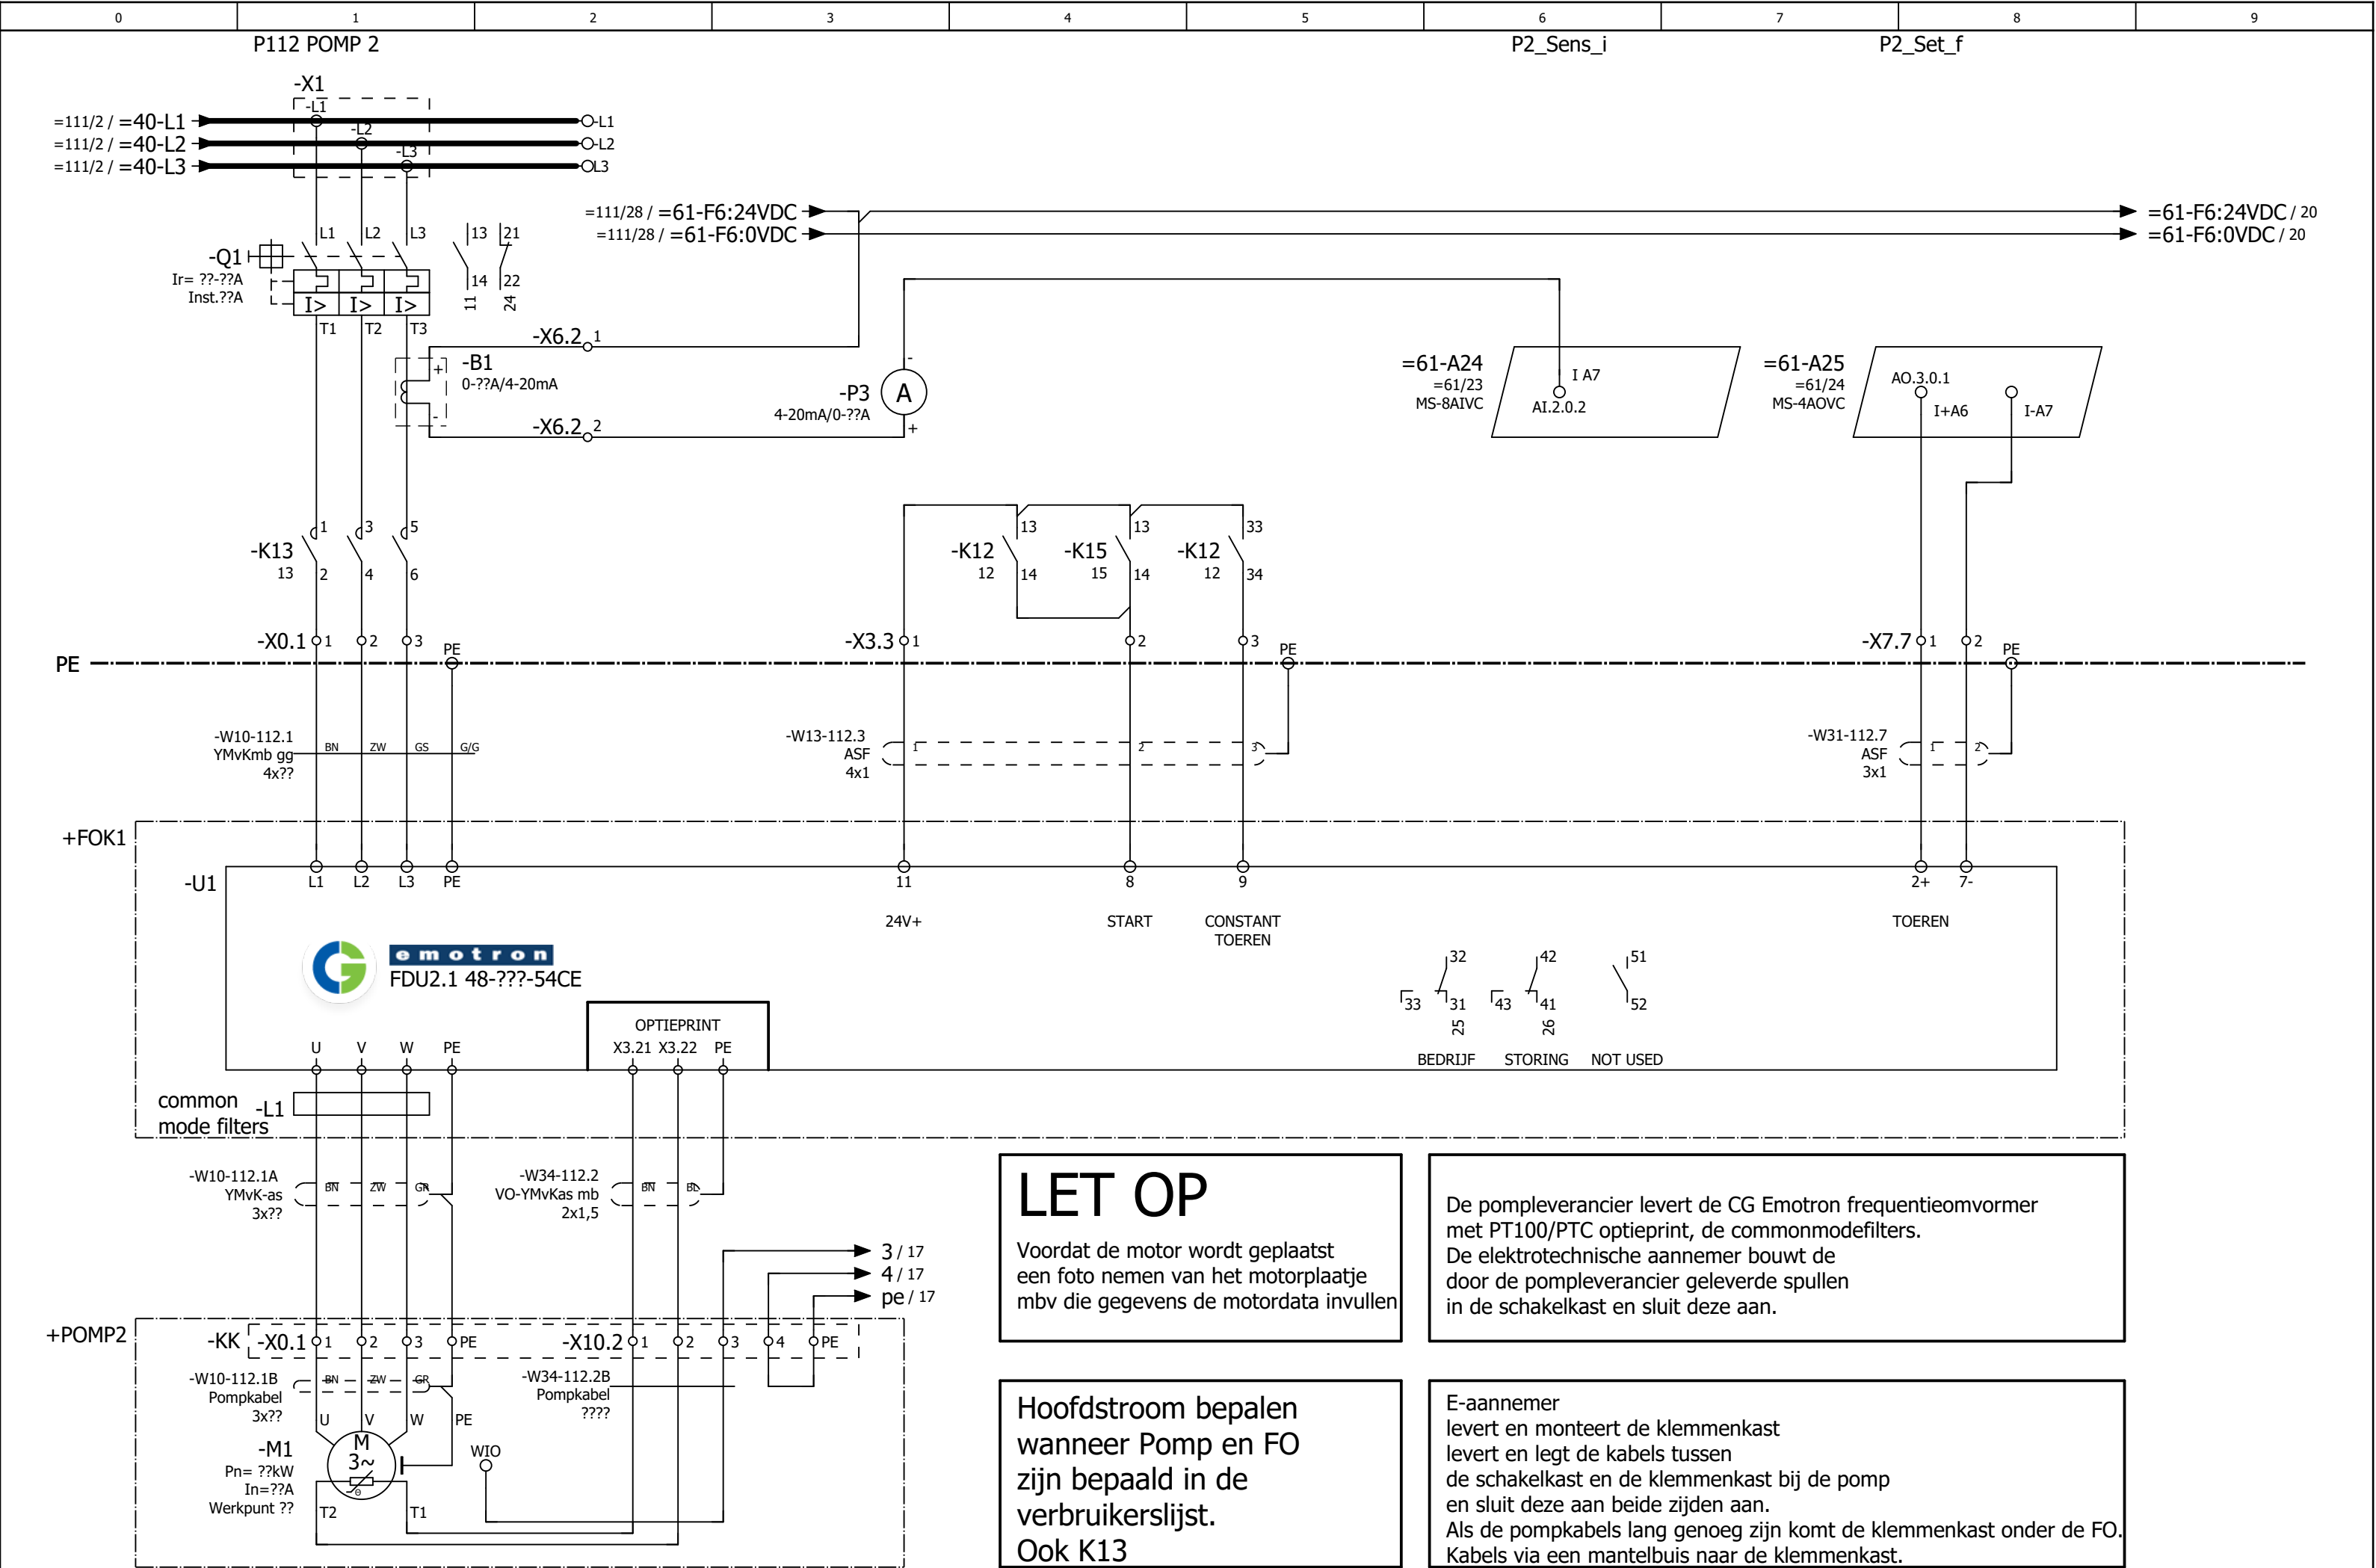 0 1 2 3 4 5 6 7 8 9
P112 POMP 2
P2_Sens_i
P2_Set_f
-X1
-L1
=111/2 / =40-L1
-L1
-L2
=111/2 / =40-L2
-L2
-L3
=111/2 / =40-L3
L3
=111/28 / =61-F6:24VDC
=61-F6:24VDC / 20
=111/28 / =61-F6:0VDC
=61-F6:0VDC / 20
L1 L2 L3 13 21
-Q1
Ir= ??-??A
Inst.??A
14 22
11 24
I> I> I>
T1 T2 T3
-X6.2 1
-B1
0-??A/4-20mA
+
-
-X6.2 2
-P3
4-20mA/0-??A
-
A
+
=61-A24
=61/23
MS-8AIVC
I A7
AI.2.0.2
=61-A25
=61/24
MS-4AOVC
AO.3.0.1
I+A6
I-A7
1 3 5
-K13
13
2 4 6
13 13 33
-K12
12
14
-K15
15
14
-K12
12
34
-X0.1 1 2 3 PE
-X3.3 1 2 3 PE
-X7.7 1 2 PE
PE
-W10-112.1
YMvKmb gg
4x??
BN ZW GS G/G
-W13-112.3
ASF
4x1
1 2 3
-W31-112.7
ASF
3x1
1 2
+FOK1
-U1
L1 L2 L3 PE 11 8 9 2+ 7-
24V+
START
CONSTANT
TOEREN
TOEREN
emotron
FDU2.1 48-???-54CE
32 42 51
33 31 43 41 52
25 26
BEDRIJF STORING NOT USED
OPTIEPRINT
X3.21 X3.22 PE
U V W PE
common
mode filters
-L1
-W10-112.1A
YMvK-as
3x??
BN ZW GR
-W34-112.2
VO-YMvKas mb
2x1,5
BN BL
3 / 17
4 / 17
pe / 17
+POMP2
-KK -X0.1 1 2 3 PE
-X10.2 1 2 3 4 PE
-W10-112.1B
Pompkabel
3x??
BN ZW GR
-W34-112.2B
Pompkabel
????
U V W PE
-M1
Pn= ??kW
In=??A
Werkpunt ??
M
3~
WIO
T2 T1
LET OP
Voordat de motor wordt geplaatst
een foto nemen van het motorplaatje
mbv die gegevens de motordata invullen
De pompleverancier levert de CG Emotron frequentieomvormer
met PT100/PTC optieprint, de commonmodefilters.
De elektrotechnische aannemer bouwt de
door de pompleverancier geleverde spullen
in de schakelkast en sluit deze aan.
Hoofdstroom bepalen
wanneer Pomp en FO
zijn bepaald in de
verbruikerslijst.
Ook K13
E-aannemer
levert en monteert de klemmenkast
levert en legt de kabels tussen
de schakelkast en de klemmenkast bij de pomp
en sluit deze aan beide zijden aan.
Als de pompkabels lang genoeg zijn komt de klemmenkast onder de FO.
Kabels via een mantelbuis naar de klemmenkast.